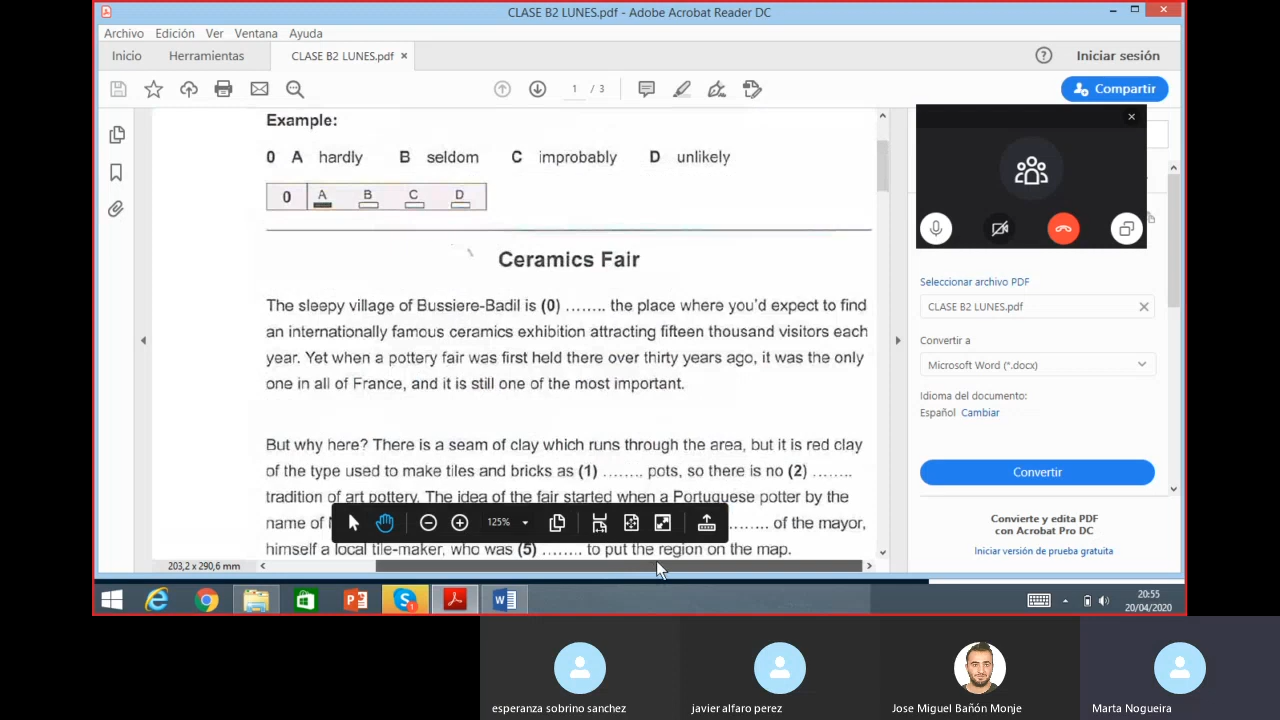 CLASE B2 LUNES.pdf - Adobe Acrobat Reader DC
Archivo Edición Ver Ventana Ayuda
Inicio Herramientas CLASE B2 LUNES.pdf × Iniciar sesión
1 / 3 Compartir
Example:
0 A hardly B seldom C improbably D unlikely
0 A B C D
Ceramics Fair
The sleepy village of Bussiere-Badil is (0) ........ the place where you'd expect to find
an internationally famous ceramics exhibition attracting fifteen thousand visitors each
year. Yet when a pottery fair was first held there over thirty years ago, it was the only
one in all of France, and it is still one of the most important.
But why here? There is a seam of clay which runs through the area, but it is red clay
of the type used to make tiles and bricks as (1) ........ pots, so there is no (2) ........
tradition of art pottery. The idea of the fair started when a Portuguese potter by the
name of ........ of the mayor,
himself a local tile-maker, who was (5) ........ to put the region on the map.
125%
203,2 x 290,6 mm
Seleccionar archivo PDF
CLASE B2 LUNES.pdf
Convertir a
Microsoft Word (*.docx)
Idioma del documento:
Español Cambiar
Convertir
Convierte y edita PDF
con Acrobat Pro DC
Iniciar versión de prueba gratuita
20:55
20/04/2020
esperanza sobrino sanchez
javier alfaro perez
Jose Miguel Bañón Monje
Marta Nogueira